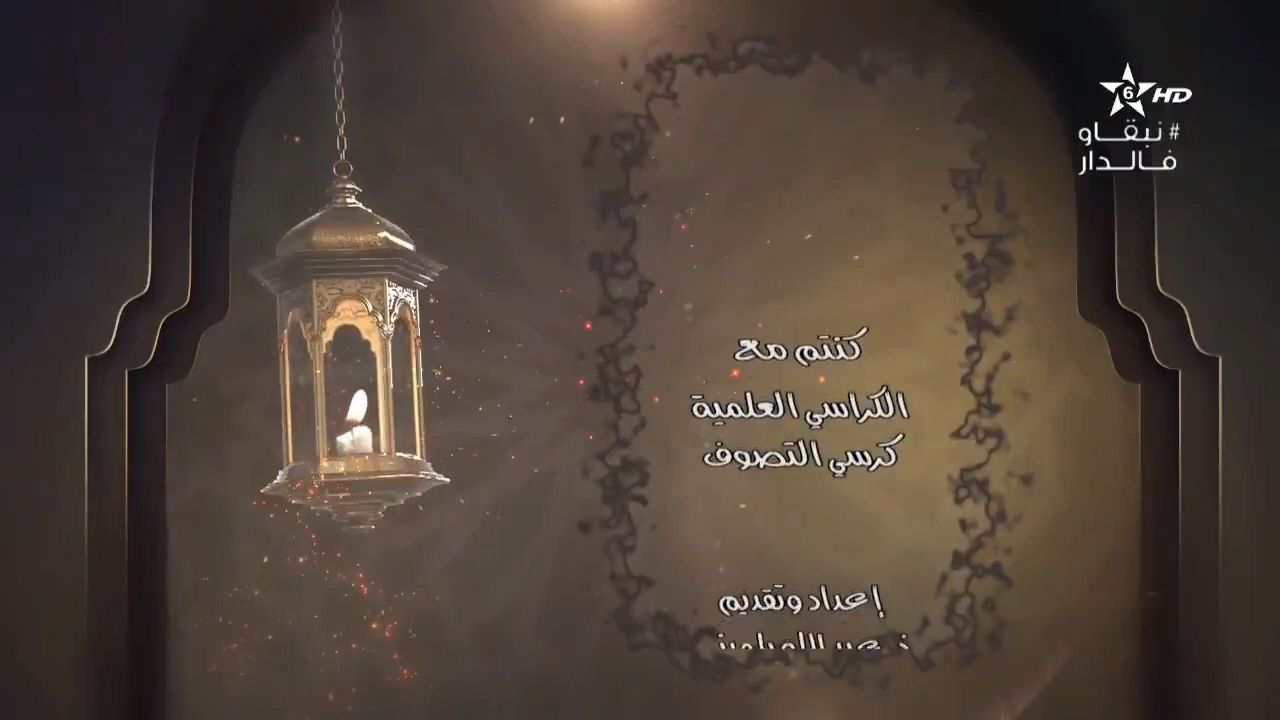 6 HD
# نبقاو
فالدار
كنتم مع
الكراسي العلمية
كرسي التصوف
إعداد وتقديم